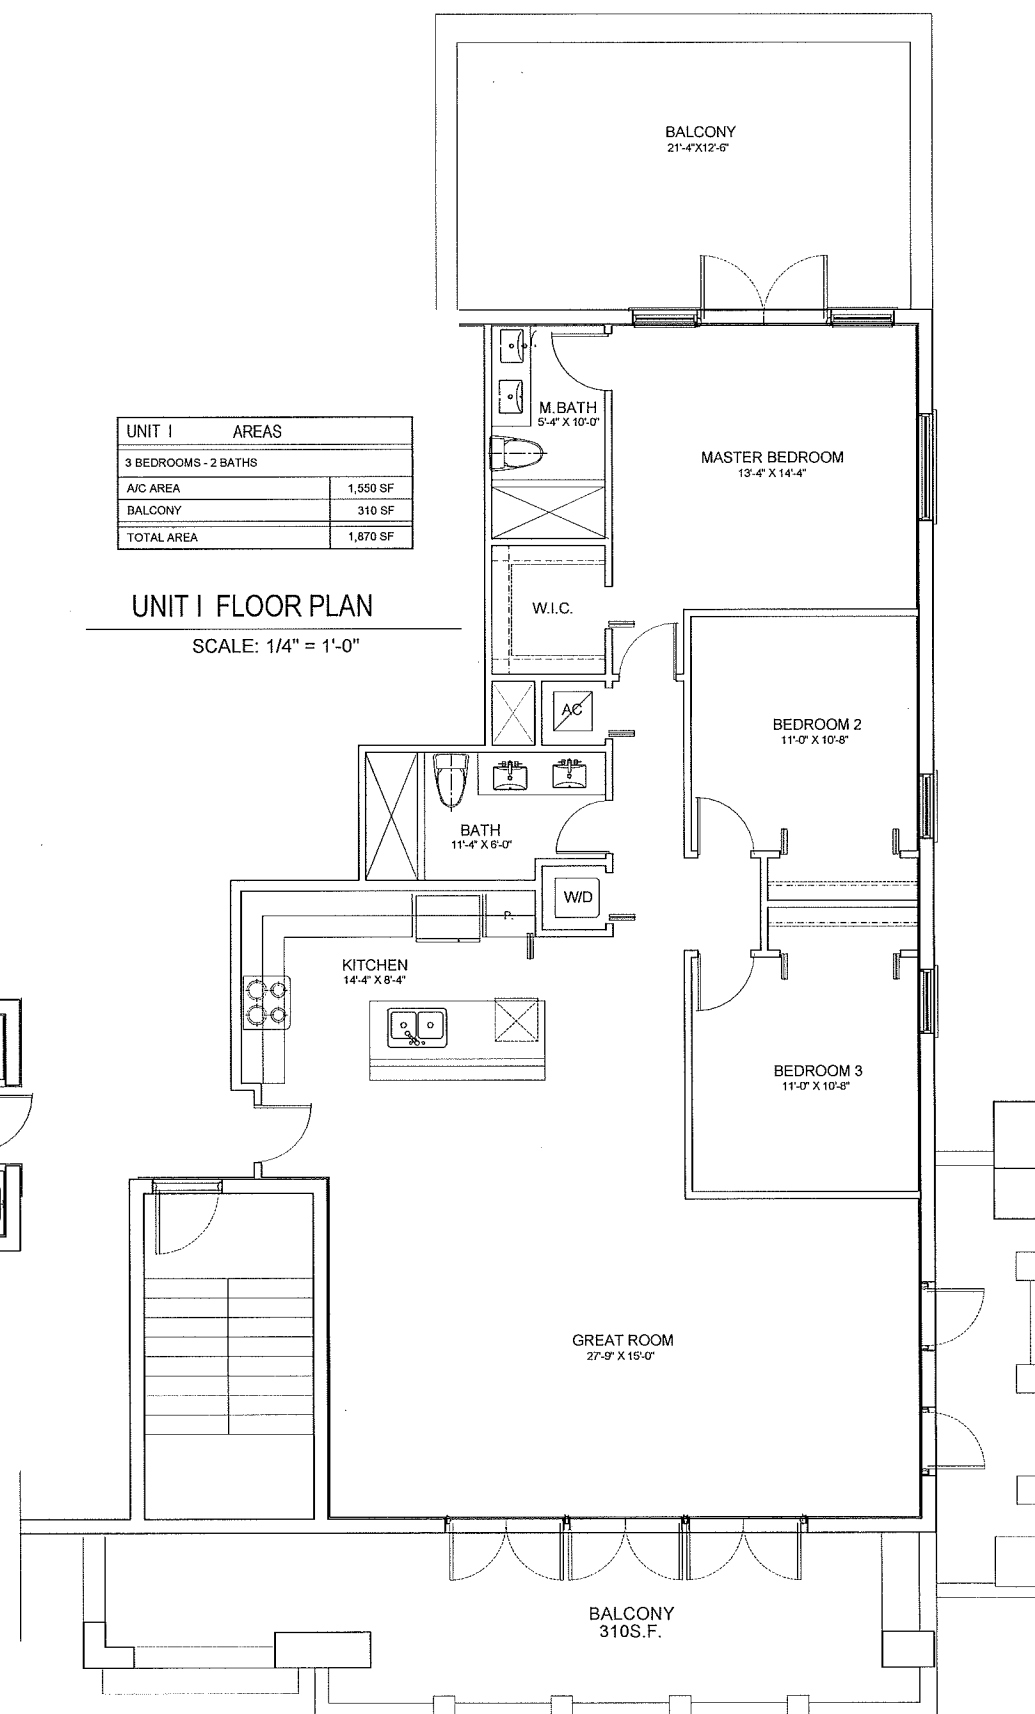 BALCONY
21'-4"X12'-6"
M.BATH
5'-4" X 10'-0"
MASTER BEDROOM
13'-4" X 14'-4"
UNIT I AREAS
3 BEDROOMS - 2 BATHS
A/C AREA 1,550 SF
BALCONY 310 SF
TOTAL AREA 1,870 SF
UNIT I FLOOR PLAN
SCALE: 1/4" = 1'-0"
W.I.C.
AC
BEDROOM 2
11'-0" X 10'-8"
BATH
11'-4" X 6'-0"
W/D
P.
KITCHEN
14'-4" X 8'-4"
BEDROOM 3
11'-0" X 10'-8"
GREAT ROOM
27'-9" X 15'-0"
BALCONY
310S.F.